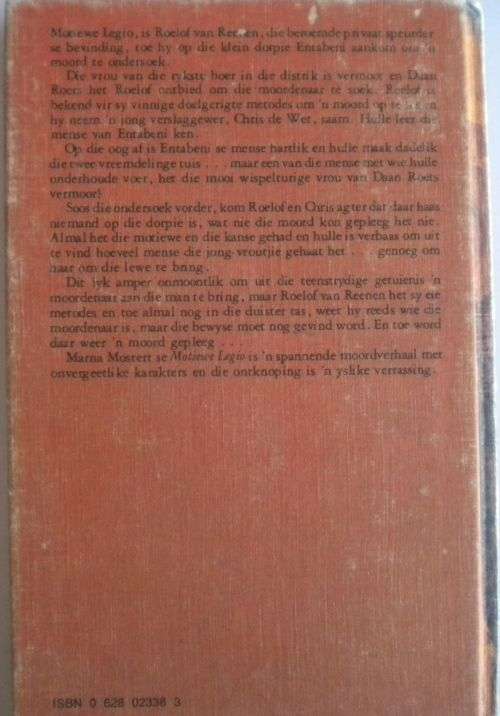 Motiewe Legio, is Roelof van Reenen, die beroemde privaat speurder
se bevinding, toe hy op die klein dorpie Entabeni aankom om 'n
moord te ondersoek.
Die vrou van die rykste boer in die distrik is vermoor en Daan
Roets het Roelof ontbied om die moordenaar te soek. Roelof is
bekend vir sy vinnige doelgerigte metodes om 'n moord op te los en
hy neem 'n jong verslaggewer, Chris de Wet, saam. Hulle leer die
mense van Entabeni ken.
Op die oog af is Entabeni se mense hartlik en hulle maak dadelik
die twee vreemdelinge tuis . . . maar een van die mense met wie hulle
onderhoude voer, het die mooi wispelturige vrou van Daan Roets
vermoor!
Soos die ondersoek vorder, kom Roelof en Chris agter dat daar haas
niemand op die dorpie is, wat nie die moord kon gepleeg het nie.
Almal het die motiewe en die kanse gehad en hulle is verbaas om uit
te vind hoeveel mense die jong vroutjie gehaat het . . . genoeg om
haar om die lewe te bring.
Dit lyk amper onmoontlik om uit die teenstrydige getuienis 'n
moordenaar aan die man te bring, maar Roelof van Reenen het sy eie
metodes en toe almal nog in die duister tas, weet hy reeds wie die
moordenaar is, maar die bewyse moet nog gevind word. En toe word
daar weer 'n moord gepleeg . . .
Marna Mostert se Motiewe Legio is 'n spannende moordverhaal met
onvergeetlike karakters en die ontknoping is 'n yslike verrassing.
ISBN 0 628 02338 3